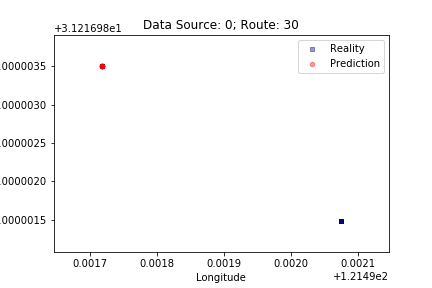 +3.121698e1
Data Source: 0; Route: 30
Reality
Prediction
.0000035
.0000030
.0000025
.0000020
.0000015
0.0017 0.0018 0.0019 0.0020 0.0021
Longitude
+1.2149e2